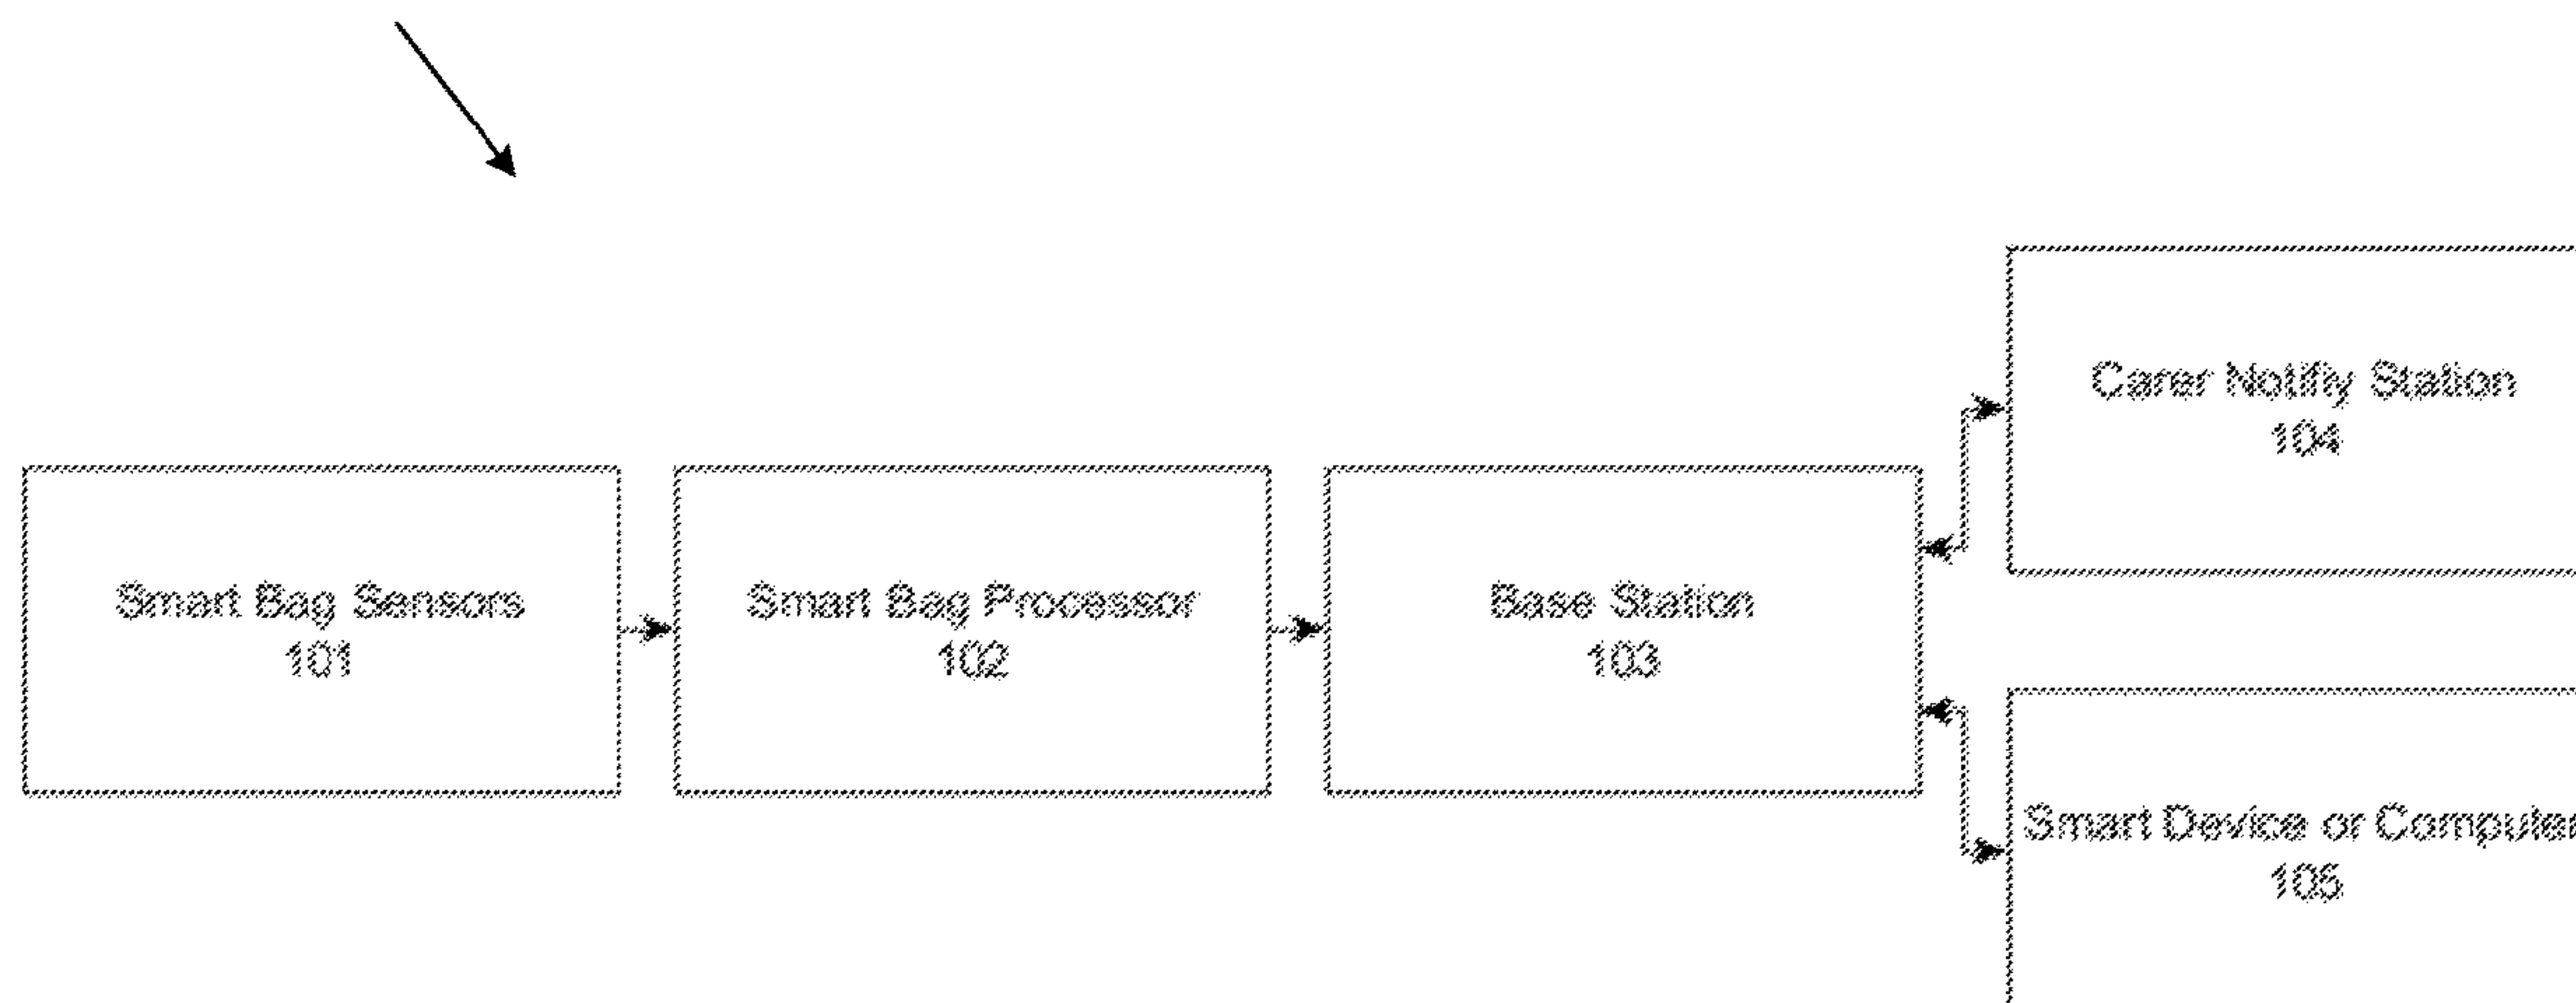 Carer Notifiy Station
104
Smart Bag Sensors
101
Smart Bag Processor
102
Base Station
103
Smart Device or Computer
105